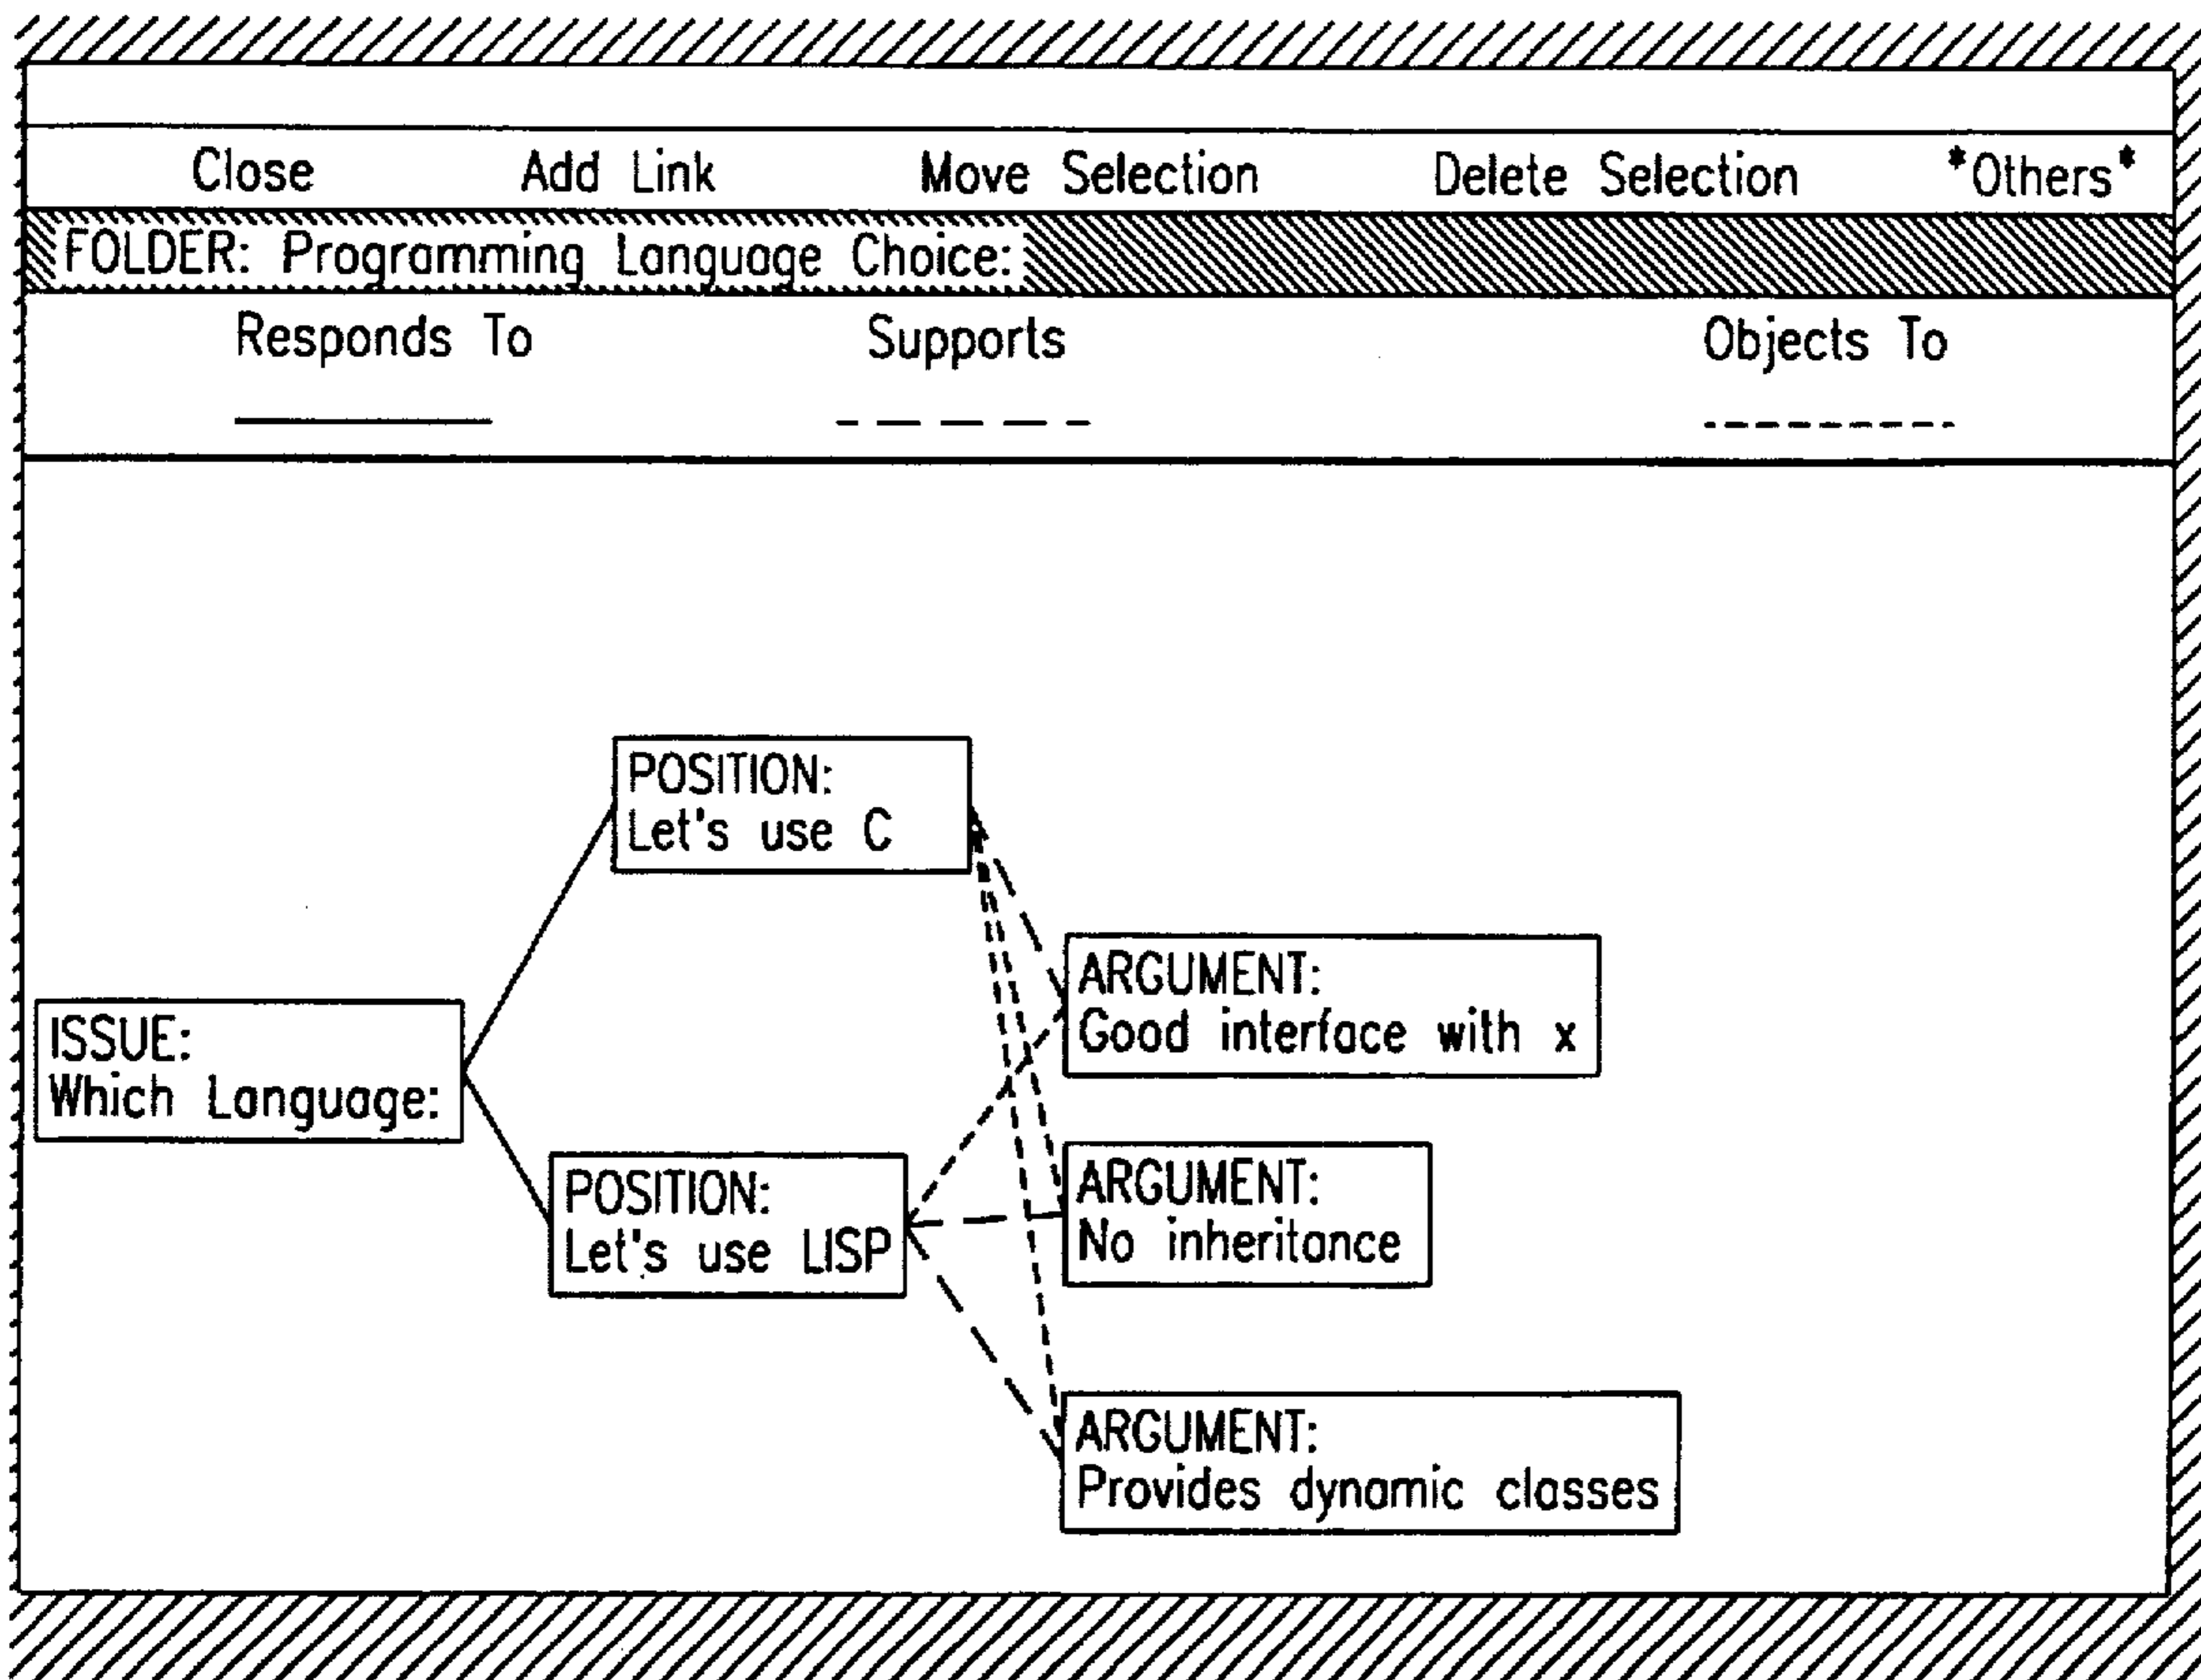 Close Add Link Move Selection Delete Selection *Others*
FOLDER: Programming Language Choice:
Responds To Supports Objects To
POSITION:
Let's use C
ARGUMENT:
Good interface with x
ISSUE:
Which Language:
POSITION:
Let's use LISP
ARGUMENT:
No inheritance
ARGUMENT:
Provides dynamic classes